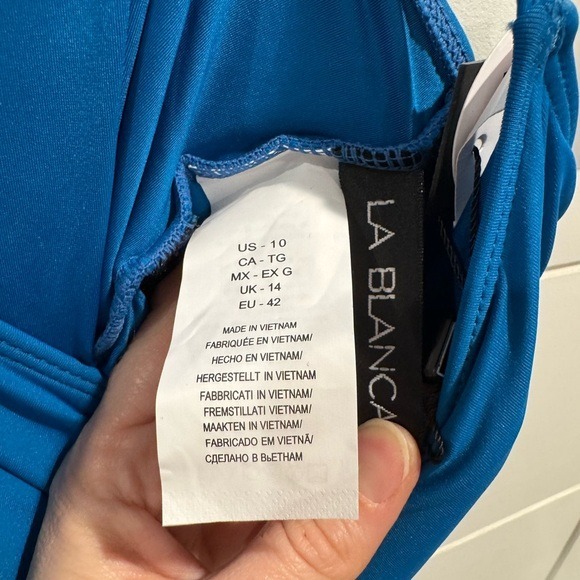 US - 10
CA - TG
MX - EX G
UK - 14
EU - 42
MADE IN VIETNAM
FABRIQUÉE EN VIETNAM/
HECHO EN VIETNAM/
HERGESTELLT IN VIETNAM/
FABBRICATI IN VIETNAM/
FREMSTILLATI VIETNAM/
MAAKTEN IN VIETNAM/
FABRICADO EM VIETNÃ/
СДЕЛАНО В ВЬЕТНАМ
LA BLANCA